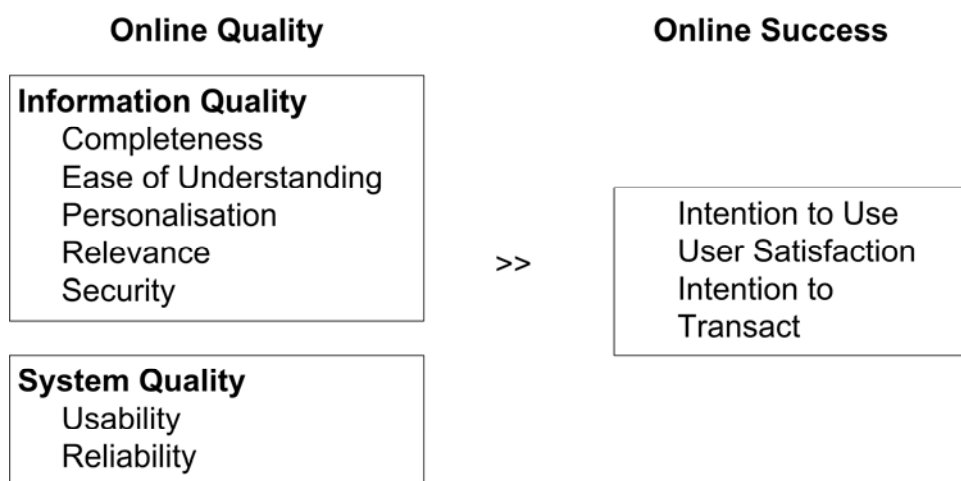 Online Quality
Online Success
Information Quality
Completeness
Ease of Understanding
Personalisation
Relevance
Security
>>
Intention to Use
User Satisfaction
Intention to
Transact
System Quality
Usability
Reliability